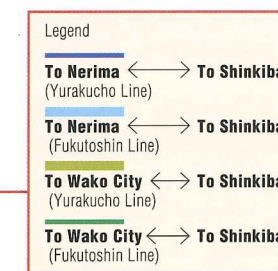 Legend
To Nerima ⟷ To Shinkiba
(Yurakucho Line)
To Nerima ⟷ To Shinkiba
(Fukutoshin Line)
To Wako City ⟷ To Shinkiba
(Yurakucho Line)
To Wako City ⟷ To Shinkiba
(Fukutoshin Line)